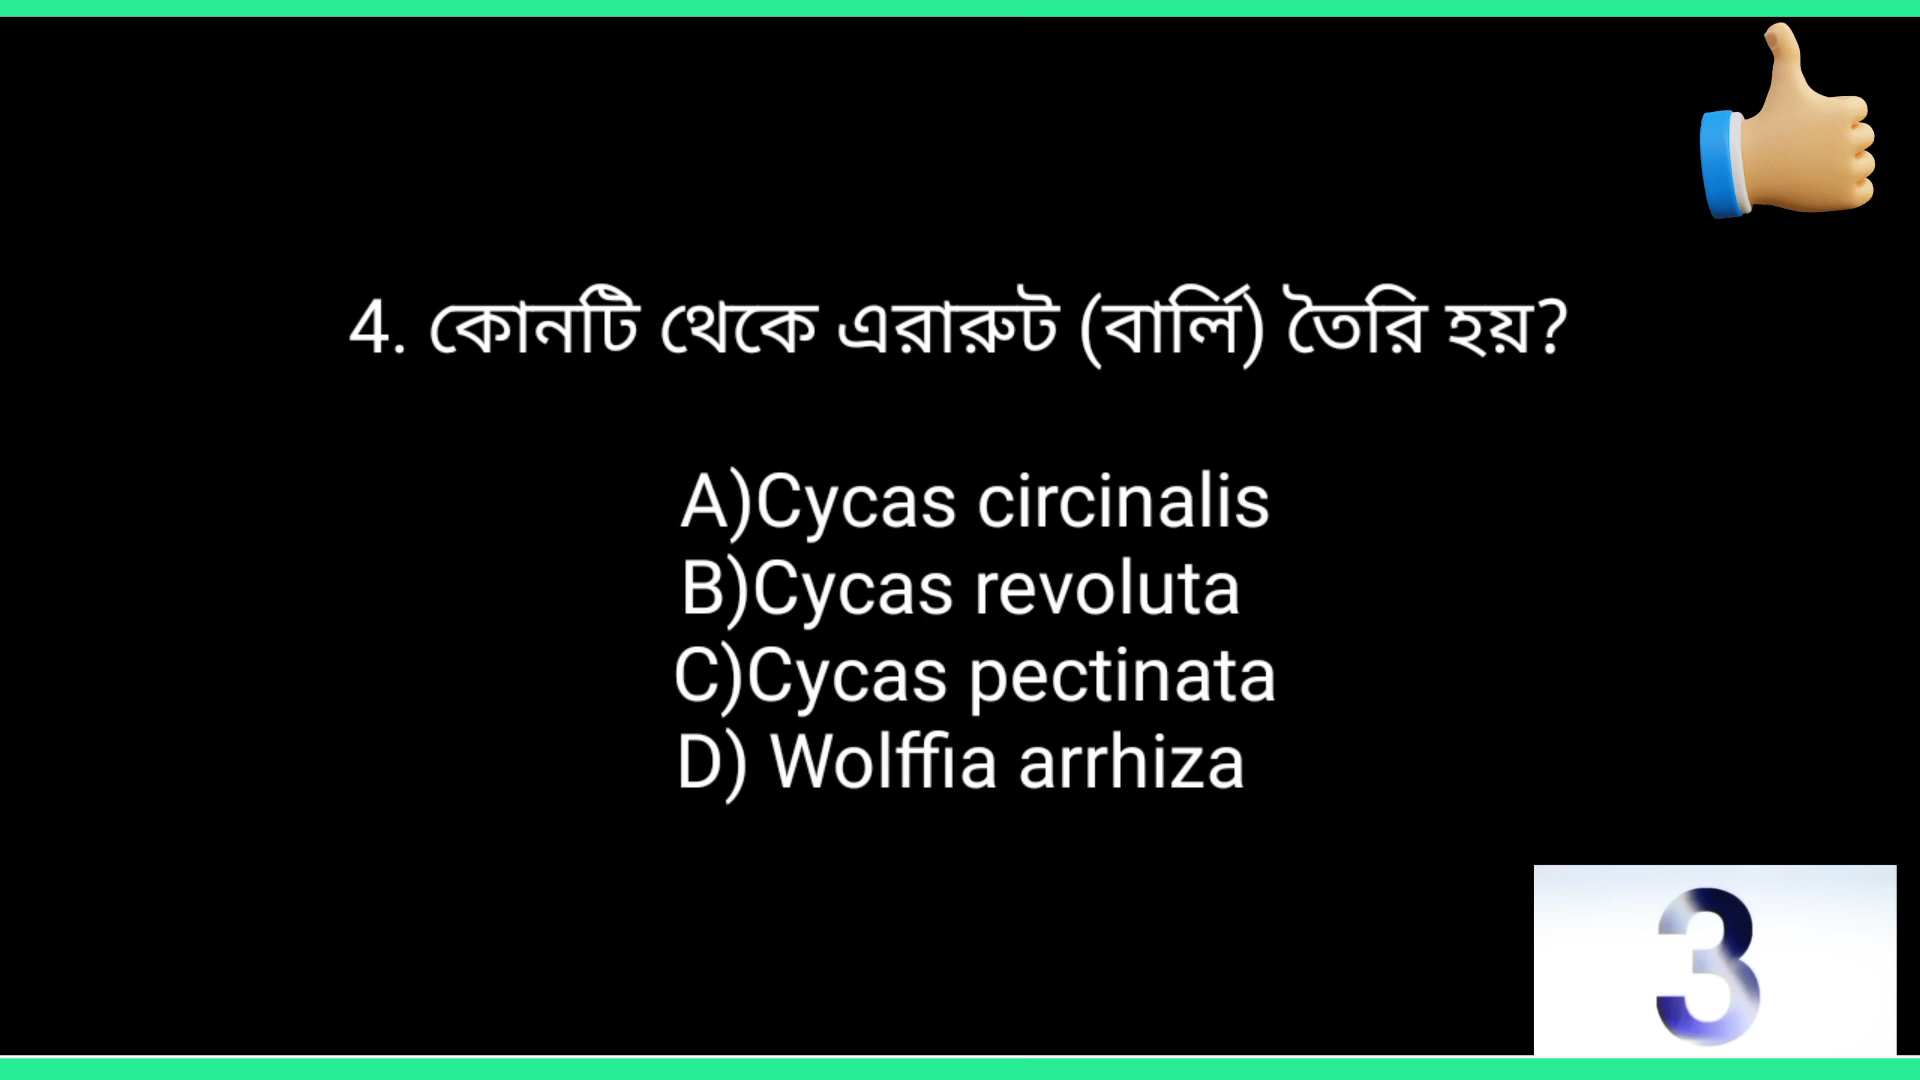 4. কোনটি থেকে এরারুট (বার্লি) তৈরি হয়?
A)Cycas circinalis
B)Cycas revoluta
C)Cycas pectinata
D) Wolffia arrhiza
3